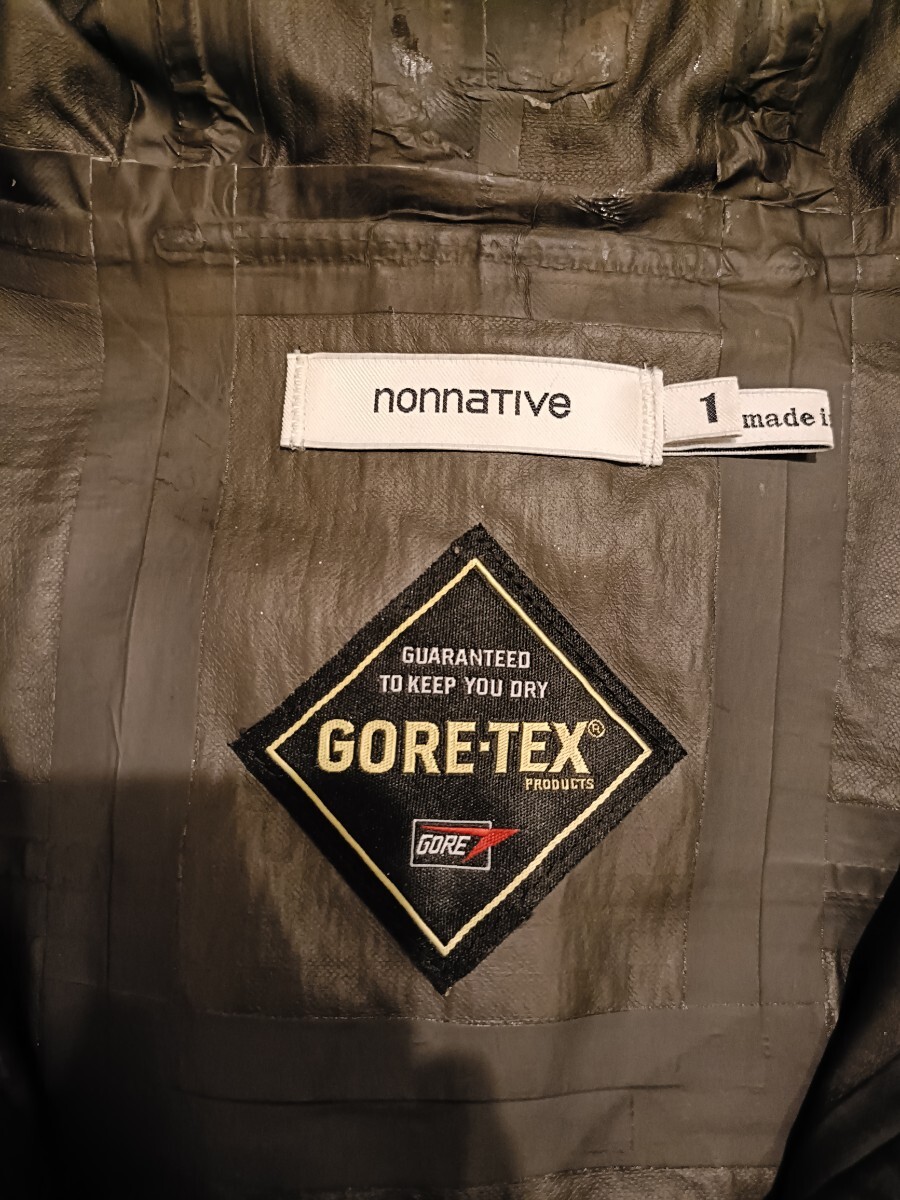 nonnative
1
made i
GUARANTEED
TO KEEP YOU DRY
GORE-TEX®
PRODUCTS
GORE